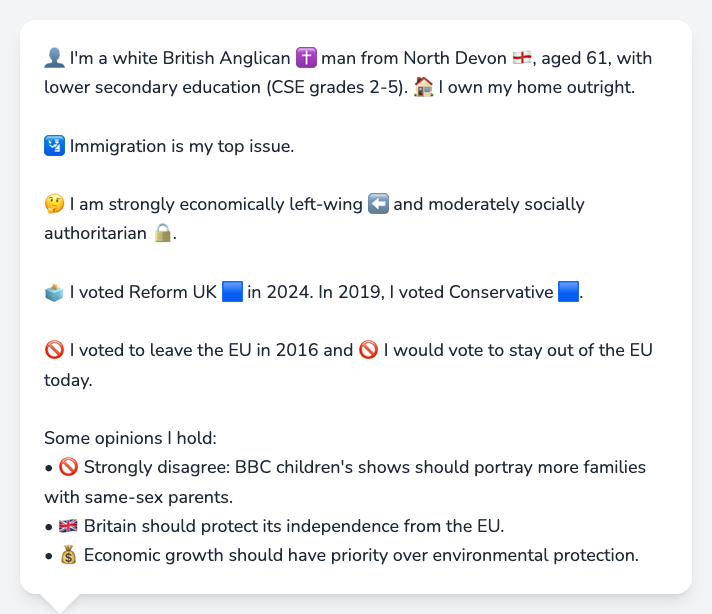 👤 I'm a white British Anglican ✝️ man from North Devon 🏴󠁧󠁢󠁥󠁮󠁧󠁿, aged 61, with
lower secondary education (CSE grades 2-5). 🏠 I own my home outright.
🛂 Immigration is my top issue.
🤔 I am strongly economically left-wing ⬅️ and moderately socially
authoritarian 🔒.
🗳️ I voted Reform UK 🟦 in 2024. In 2019, I voted Conservative 🟦.
🚫 I voted to leave the EU in 2016 and 🚫 I would vote to stay out of the EU
today.
Some opinions I hold:
• 🚫 Strongly disagree: BBC children's shows should portray more families
with same-sex parents.
• 🇬🇧 Britain should protect its independence from the EU.
• 💰 Economic growth should have priority over environmental protection.